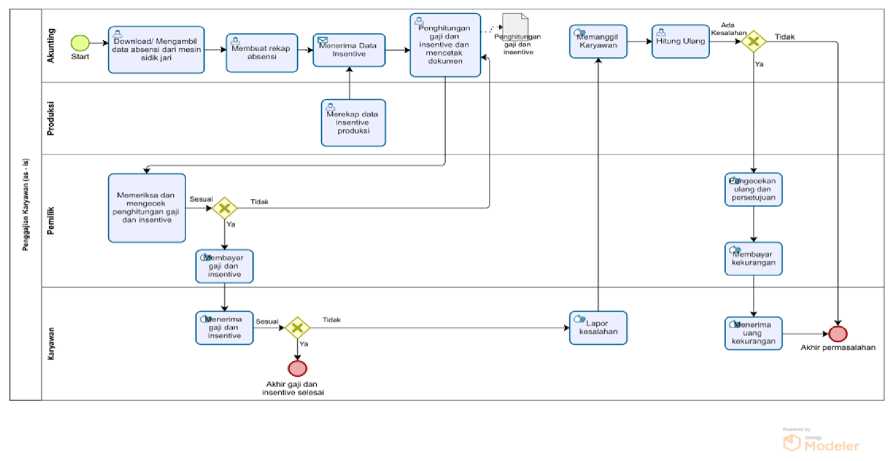 Penggajian Karyawan (as - is)
Akunting
Start
Download/ Mengambil
data absensi dari mesin
sidik jari
Membuat rekap
absensi
Menerima Data
Insentive
Penghitungan
gaji dan
insentive dan
mencetak
dokumen
Penghitungan
gaji dan
insentive
Memanggil
Karyawan
Hitung Ulang
Ada
Kesalahan
Tidak
Ya
Produksi
Merekap data
insentive
produksi
Pemilik
Memeriksa dan
mengecek
penghitungan gaji
dan insentive
Sesuai
Tidak
Ya
Membayar
gaji dan
insentive
Pengecekan
ulang dan
persetujuan
Membayar
kekurangan
Karyawan
Menerima
gaji dan
insentive
Sesuai
Tidak
Ya
Akhir gaji dan
insentive selesai
Lapor
kesalahan
Menerima
uang
kekurangan
Akhir permasalahan
Powered by
bizagi
Modeler